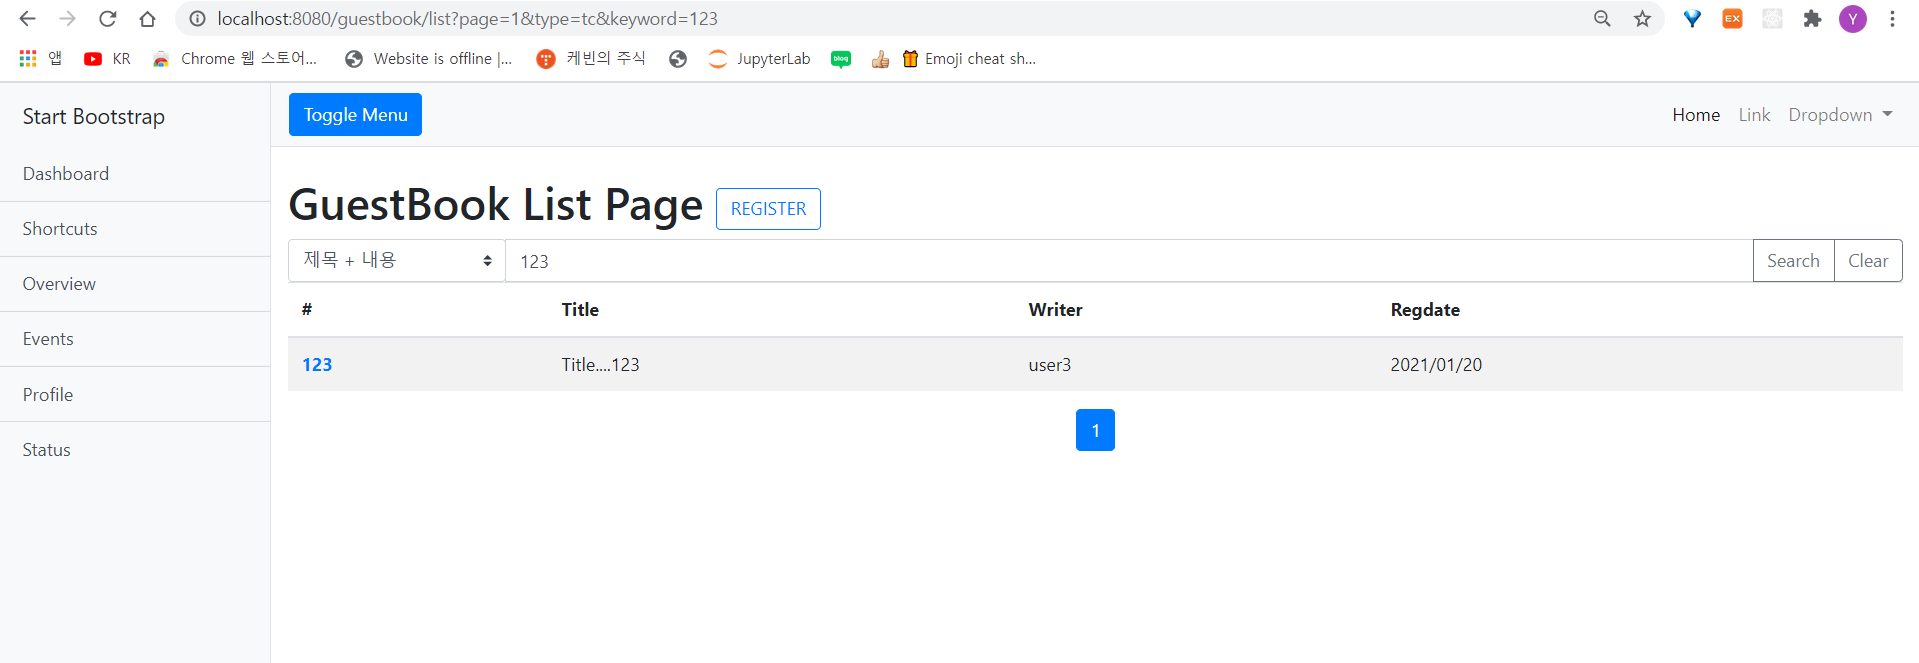 localhost:8080/guestbook/list?page=1&type=tc&keyword=123
EX
Y
앱
KR
Chrome 웹 스토어...
Website is offline |...
케빈의 주식
JupyterLab
blog
Emoji cheat sh...
Start Bootstrap
Toggle Menu
Home
Link
Dropdown
Dashboard
Shortcuts
Overview
Events
Profile
Status
GuestBook List Page
REGISTER
제목 + 내용
123
Search
Clear
# Title Writer Regdate
123 Title....123 user3 2021/01/20
1